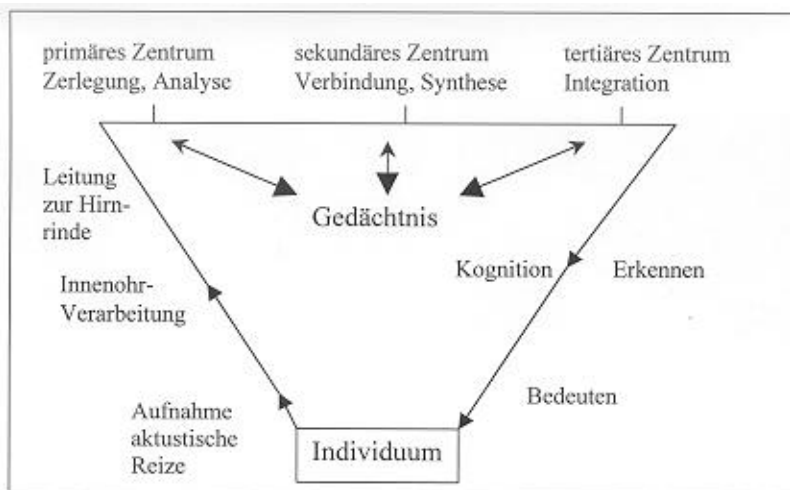 primäres Zentrum
Zerlegung, Analyse
sekundäres Zentrum
Verbindung, Synthese
tertiäres Zentrum
Integration
Leitung
zur Hirn-
rinde
Gedächtnis
Innenohr-
Verarbeitung
Kognition
Erkennen
Aufnahme
aktustische
Reize
Bedeuten
Individuum